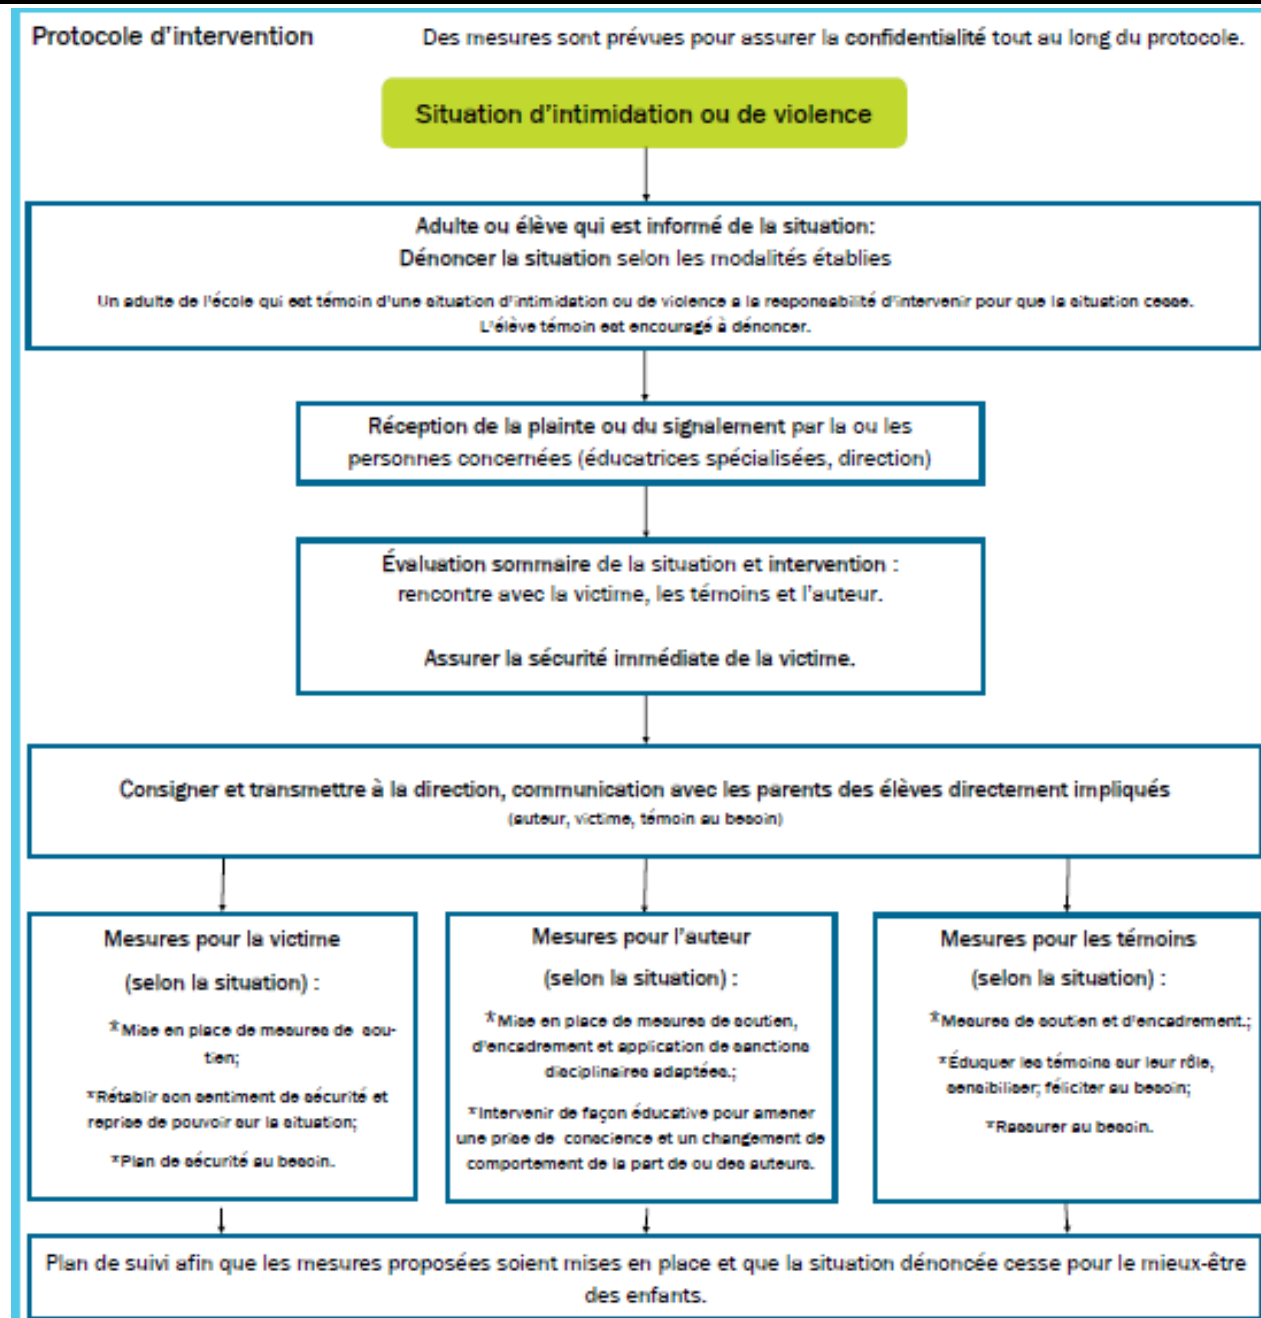 Protocole d'intervention
Des mesures sont prévues pour assurer la confidentialité tout au long du protocole.
Situation d'intimidation ou de violence
Adulte ou élève qui est informé de la situation:
Dénoncer la situation selon les modalités établies
Un adulte de l'école qui est témoin d'une situation d'intimidation ou de violence a la responsabilité d'intervenir pour que la situation cesse.
L'élève témoin est encouragé à dénoncer.
Réception de la plainte ou du signalement par la ou les
personnes concernées (éducatrices spécialisées, direction)
Évaluation sommaire de la situation et intervention :
rencontre avec la victime, les témoins et l'auteur.
Assurer la sécurité immédiate de la victime.
Consigner et transmettre à la direction, communication avec les parents des élèves directement impliqués
(auteur, victime, témoin au besoin)
Mesures pour la victime
(selon la situation) :
*Mise en place de mesures de sou-
tien;
*Rétablir son sentiment de sécurité et
reprise de pouvoir sur la situation;
*Plan de sécurité au besoin.
Mesures pour l'auteur
(selon la situation) :
*Mise en place de mesures de soutien,
d'encadrement et application de sanctions
disciplinaires adaptées.;
*Intervenir de façon éducative pour amener
une prise de conscience et un changement de
comportement de la part de ou des auteurs.
Mesures pour les témoins
(selon la situation) :
*Mesures de soutien et d'encadrement.;
*Éduquer les témoins sur leur rôle,
sensibiliser; féliciter au besoin;
*Rassurer au besoin.
Plan de suivi afin que les mesures proposées soient mises en place et que la situation dénoncée cesse pour le mieux-être
des enfants.